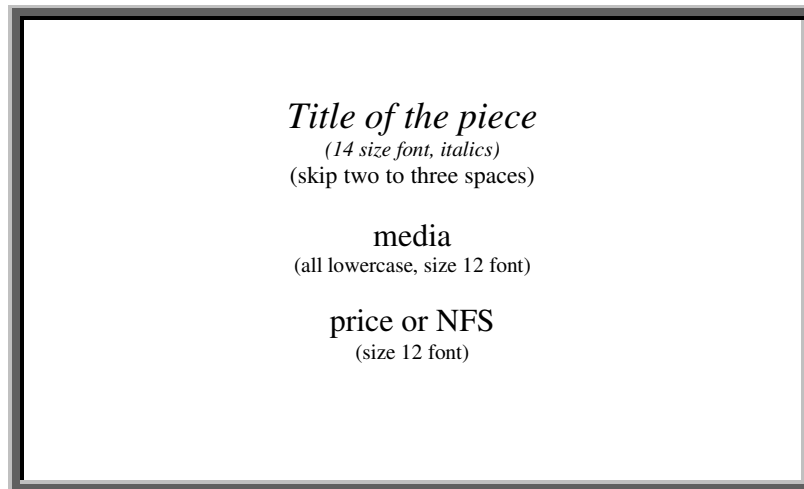 Title of the piece
(14 size font, italics)
(skip two to three spaces)
media
(all lowercase, size 12 font)
price or NFS
(size 12 font)